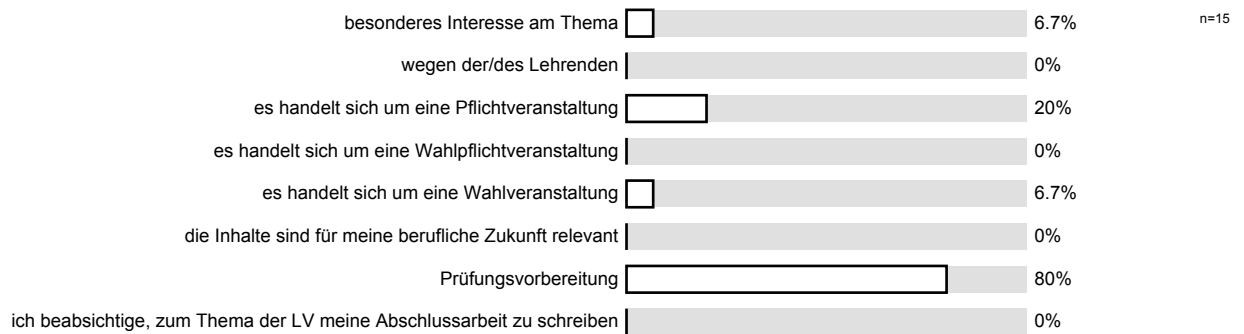 besonderes Interesse am Thema 6.7% n=15
wegen der/des Lehrenden 0%
es handelt sich um eine Pflichtveranstaltung 20%
es handelt sich um eine Wahlpflichtveranstaltung 0%
es handelt sich um eine Wahlveranstaltung 6.7%
die Inhalte sind für meine berufliche Zukunft relevant 0%
Prüfungsvorbereitung 80%
ich beabsichtige, zum Thema der LV meine Abschlussarbeit zu schreiben 0%